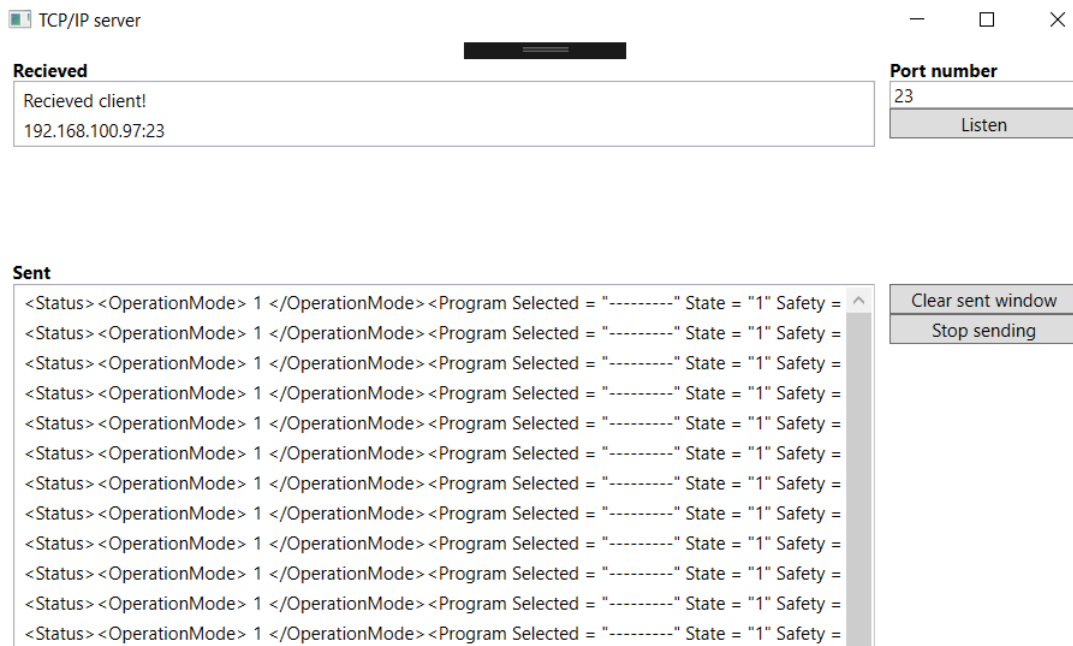 TCP/IP server
Recieved
Recieved client!
192.168.100.97:23
Port number
23
Listen
Sent
<Status><OperationMode> 1 </OperationMode><Program Selected = "---------" State = "1" Safety =
<Status><OperationMode> 1 </OperationMode><Program Selected = "---------" State = "1" Safety =
<Status><OperationMode> 1 </OperationMode><Program Selected = "---------" State = "1" Safety =
<Status><OperationMode> 1 </OperationMode><Program Selected = "---------" State = "1" Safety =
<Status><OperationMode> 1 </OperationMode><Program Selected = "---------" State = "1" Safety =
<Status><OperationMode> 1 </OperationMode><Program Selected = "---------" State = "1" Safety =
<Status><OperationMode> 1 </OperationMode><Program Selected = "---------" State = "1" Safety =
<Status><OperationMode> 1 </OperationMode><Program Selected = "---------" State = "1" Safety =
<Status><OperationMode> 1 </OperationMode><Program Selected = "---------" State = "1" Safety =
<Status><OperationMode> 1 </OperationMode><Program Selected = "---------" State = "1" Safety =
<Status><OperationMode> 1 </OperationMode><Program Selected = "---------" State = "1" Safety =
<Status><OperationMode> 1 </OperationMode><Program Selected = "---------" State = "1" Safety =
Clear sent window
Stop sending